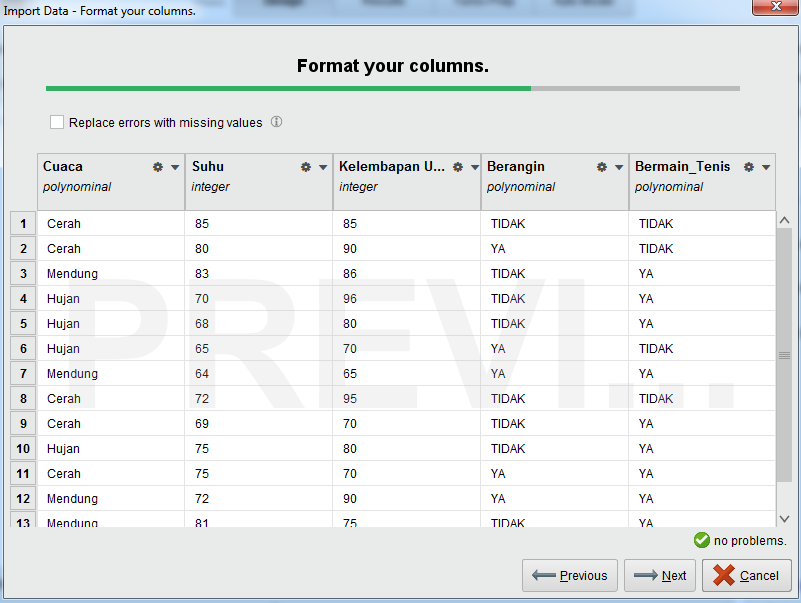 Import Data - Format your columns.
Format your columns.
Replace errors with missing values
Cuaca Suhu Kelembapan U... Berangin Bermain_Tenis
polynominal integer integer polynominal polynominal
1 Cerah 85 85 TIDAK TIDAK
2 Cerah 80 90 YA TIDAK
3 Mendung 83 86 TIDAK YA
4 Hujan 70 96 TIDAK YA
5 Hujan 68 80 TIDAK YA
6 Hujan 65 70 YA TIDAK
7 Mendung 64 65 YA YA
8 Cerah 72 95 TIDAK TIDAK
9 Cerah 69 70 TIDAK YA
10 Hujan 75 80 TIDAK YA
11 Cerah 75 70 YA YA
12 Mendung 72 90 YA YA
13 Mendung 81 75 TIDAK YA
PREVI...
no problems.
Previous Next Cancel